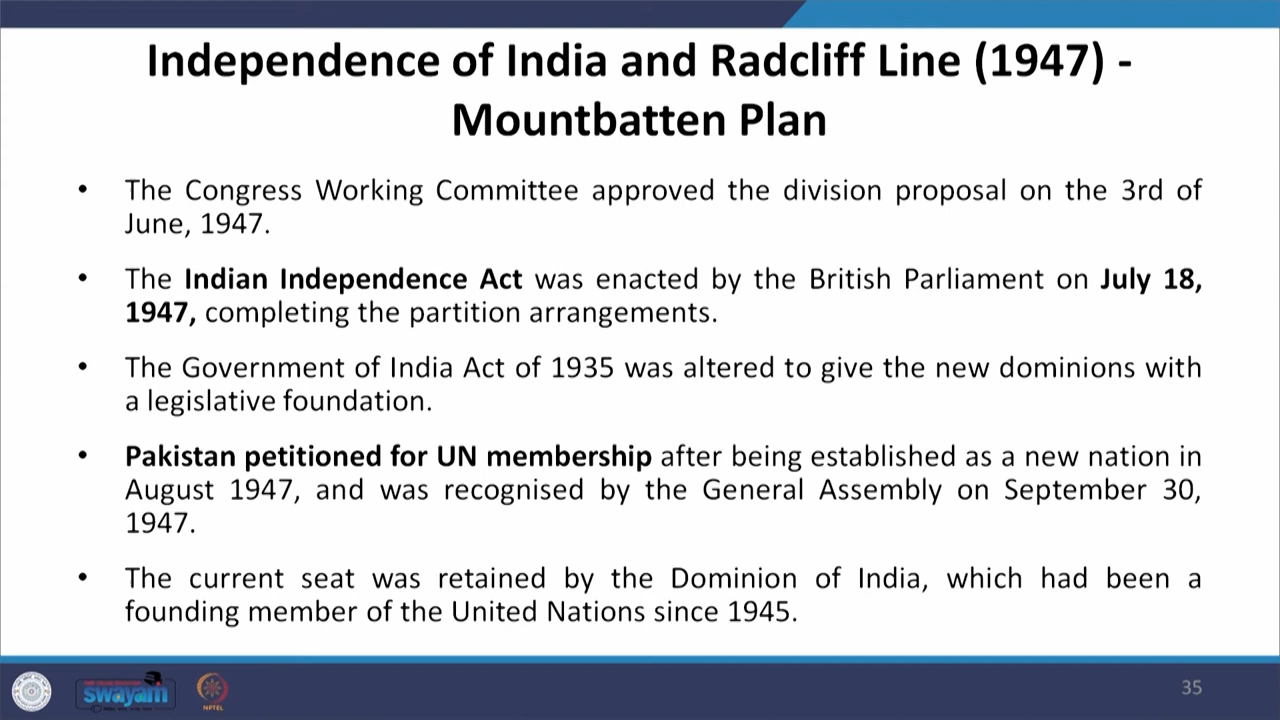 Independence of India and Radcliff Line (1947) -
Mountbatten Plan
• The Congress Working Committee approved the division proposal on the 3rd of
June, 1947.
• The Indian Independence Act was enacted by the British Parliament on July 18,
1947, completing the partition arrangements.
• The Government of India Act of 1935 was altered to give the new dominions with
a legislative foundation.
• Pakistan petitioned for UN membership after being established as a new nation in
August 1947, and was recognised by the General Assembly on September 30,
1947.
• The current seat was retained by the Dominion of India, which had been a
founding member of the United Nations since 1945.
swayam
NPTEL
35